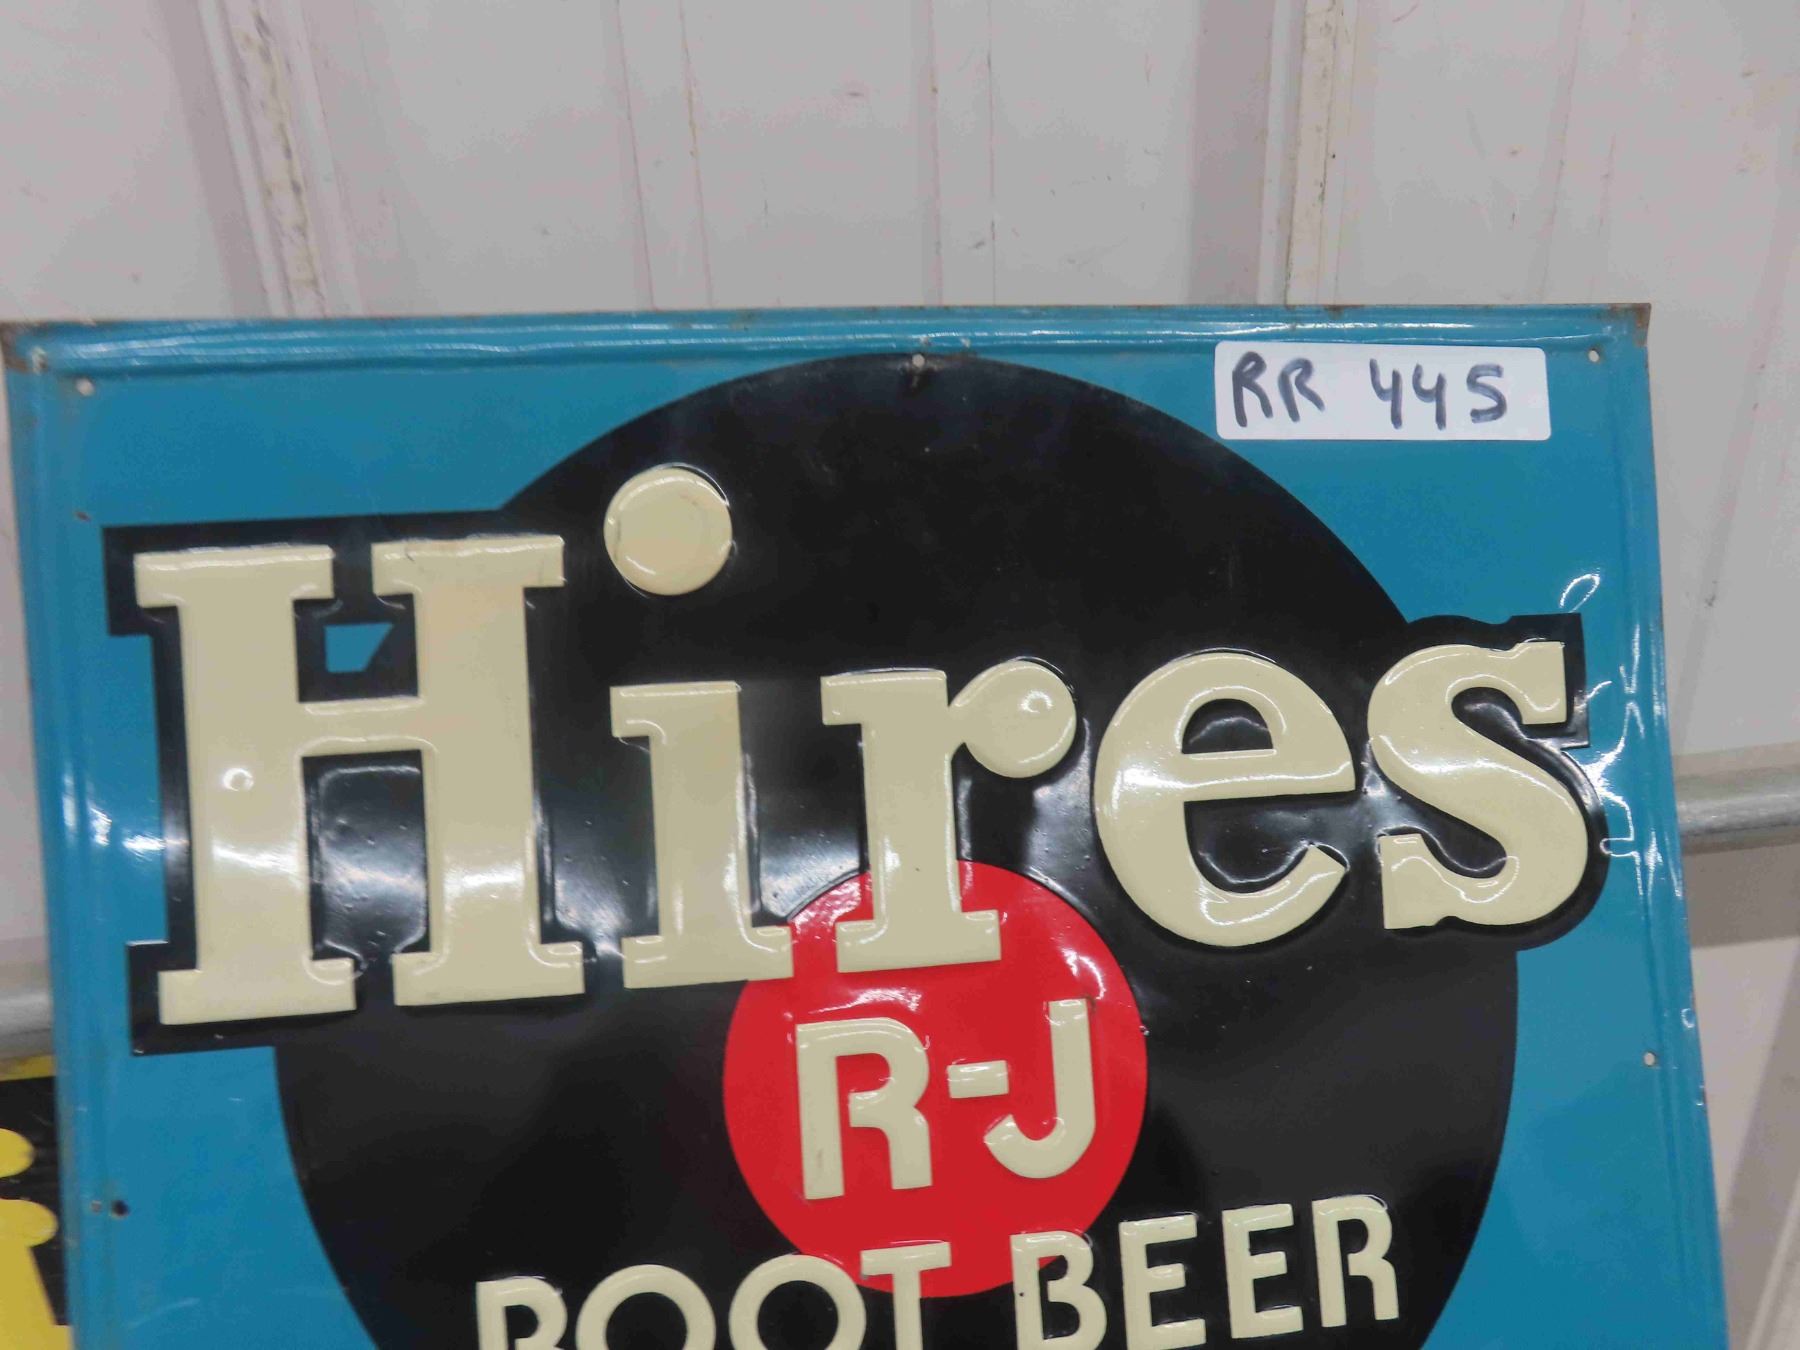 RR 445
Hires
R-J
ROOT BEER